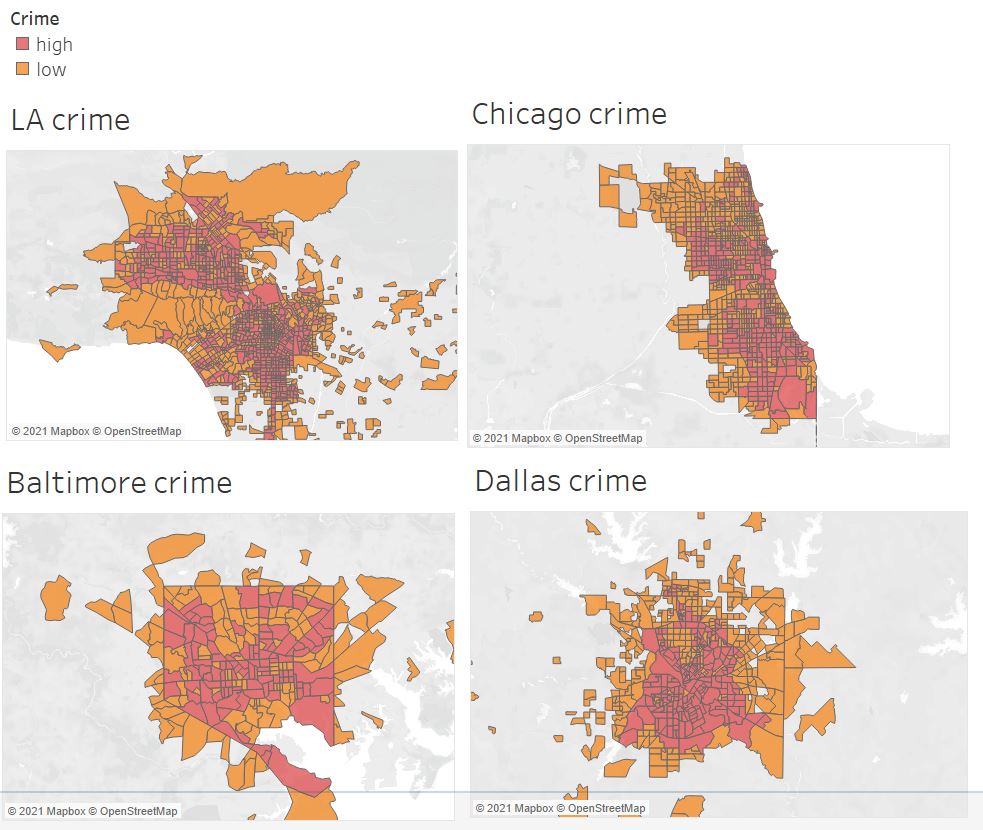 Crime
high
low
LA crime
Chicago crime
© 2021 Mapbox © OpenStreetMap
© 2021 Mapbox © OpenStreetMap
Baltimore crime
Dallas crime
© 2021 Mapbox © OpenStreetMap
© 2021 Mapbox © OpenStreetMap